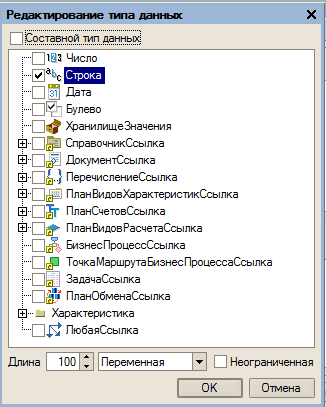 Редактирование типа данных
Составной тип данных
Число
Строка
Дата
Булево
ХранилищеЗначения
СправочникСсылка
ДокументСсылка
ПеречислениеСсылка
ПланВидовХарактеристикСсылка
ПланСчетовСсылка
ПланВидовРасчетаСсылка
БизнесПроцессСсылка
ТочкаМаршрутаБизнесПроцессаСсылка
ЗадачаСсылка
ПланОбменаСсылка
Характеристика
ЛюбаяСсылка
Длина 100 Переменная Неограниченная
OK Отмена